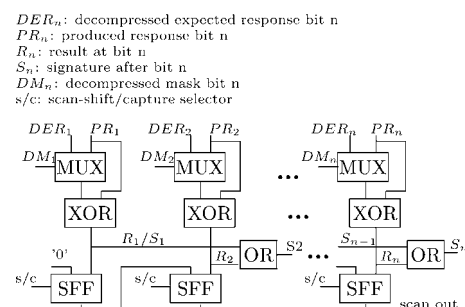 DERₙ: decompressed expected response bit n
PRₙ: produced response bit n
Rₙ: result at bit n
Sₙ: signature after bit n
DMₙ: decompressed mask bit n
s/c: scan-shift/capture selector
DER₁ PR₁ DER₂ PR₂ DERₙ PRₙ
DM₁ MUX DM₂ MUX ... DMₙ MUX
XOR XOR ... XOR
R₁/S₁ R₂ OR S2 ... Sₙ₋₁ Rₙ OR
'0'
s/c SFF s/c SFF s/c SFF
scan out